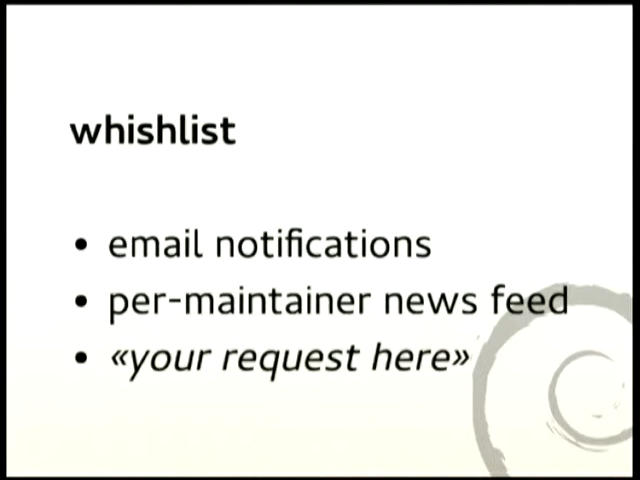 whishlist
• email notifications
• per-maintainer news feed
• «your request here»